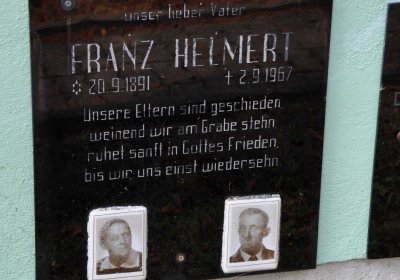 unser lieber Vater
FRANZ HELMERT
* 20.9.1891 † 2.9.1967
Unsere Eltern sind geschieden,
weinend wir am Grabe stehn,
ruhet sanft in Gottes Frieden,
bis wir uns einst wiedersehn.